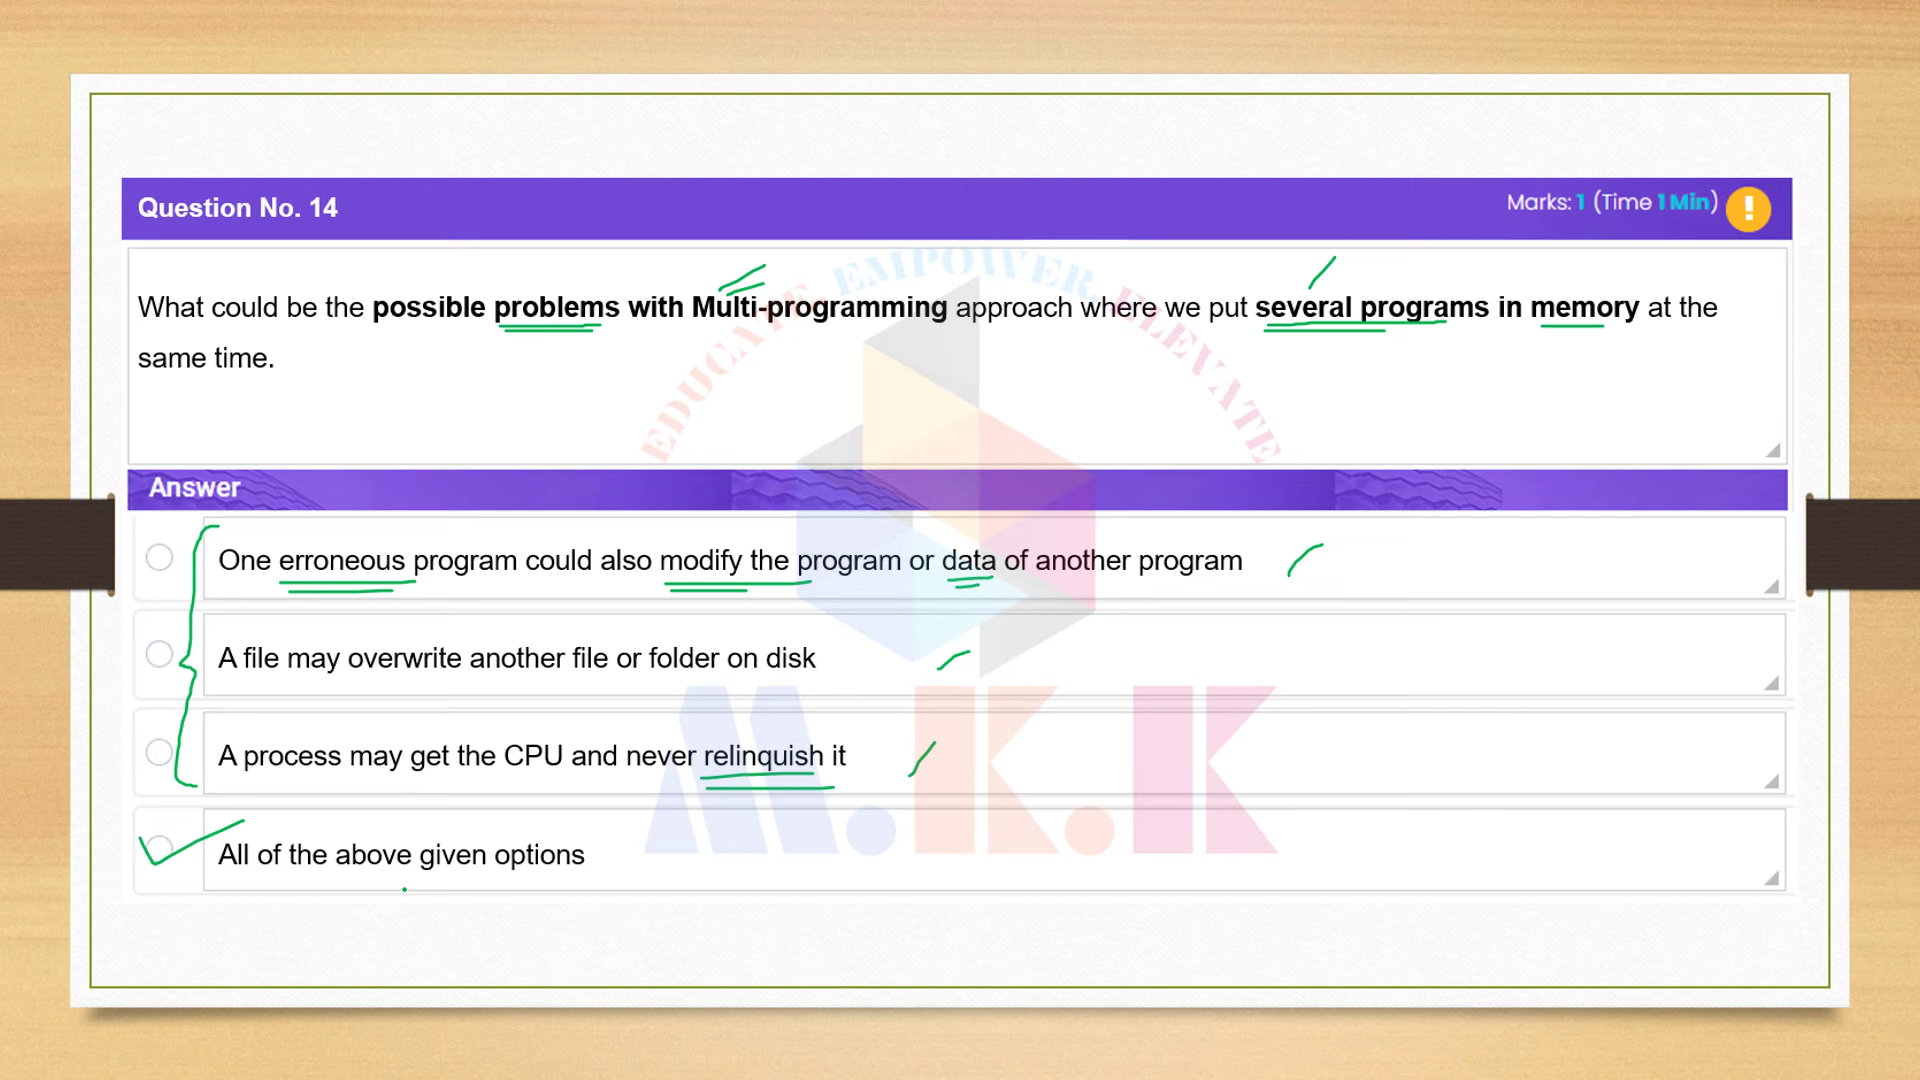 Question No. 14
Marks: 1 (Time 1 Min)
!
What could be the possible problems with Multi-programming approach where we put several programs in memory at the
same time.
EDUCATE, EMPOWER, ELEVATE
Answer
One erroneous program could also modify the program or data of another program
A file may overwrite another file or folder on disk
A process may get the CPU and never relinquish it
M.K.K
All of the above given options